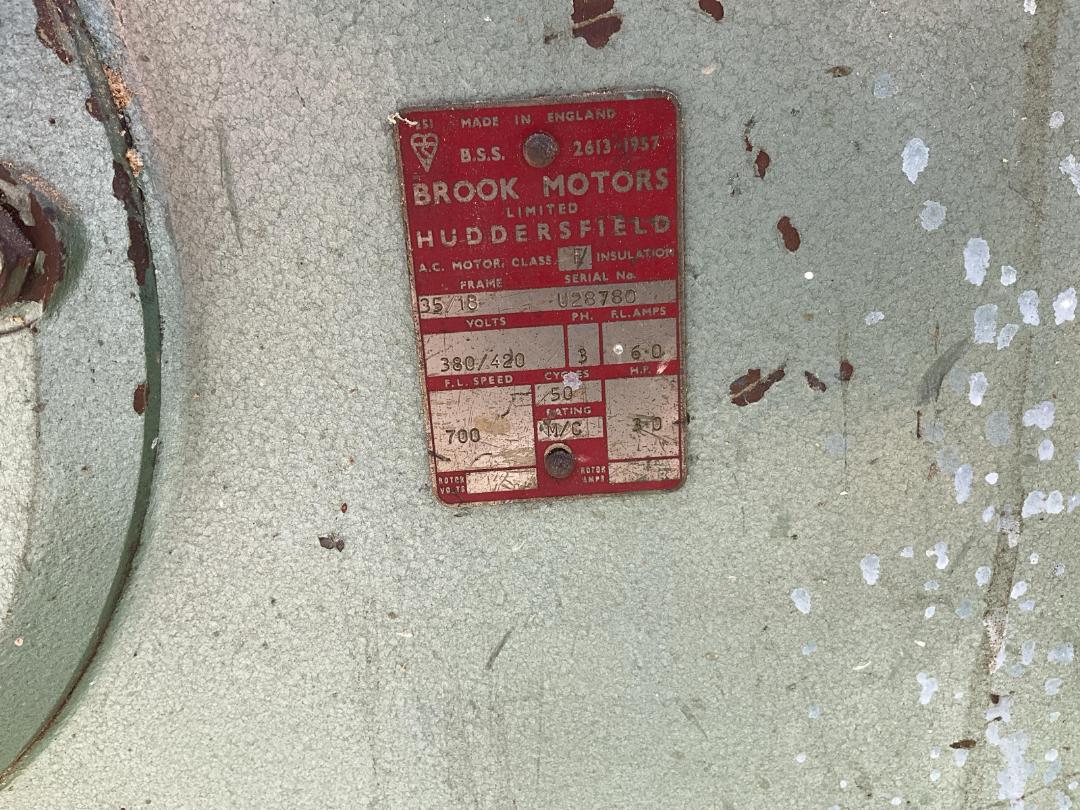 251 MADE IN ENGLAND
B.S.S. 2613-1957
BROOK MOTORS
LIMITED
HUDDERSFIELD
A.C. MOTOR. CLASS. INSULATION
FRAME SERIAL No.
35/18 U28780
VOLTS PH. F.L. AMPS
380/420 3 6.0
F.L. SPEED CYCLES H.P.
700 50 3.0
RATING
M/C
ROTOR VOLTS ROTOR AMPS